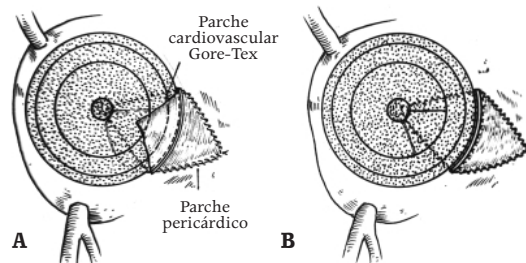 Parche
cardiovascular
Gore-Tex
Parche
pericárdico
A
B